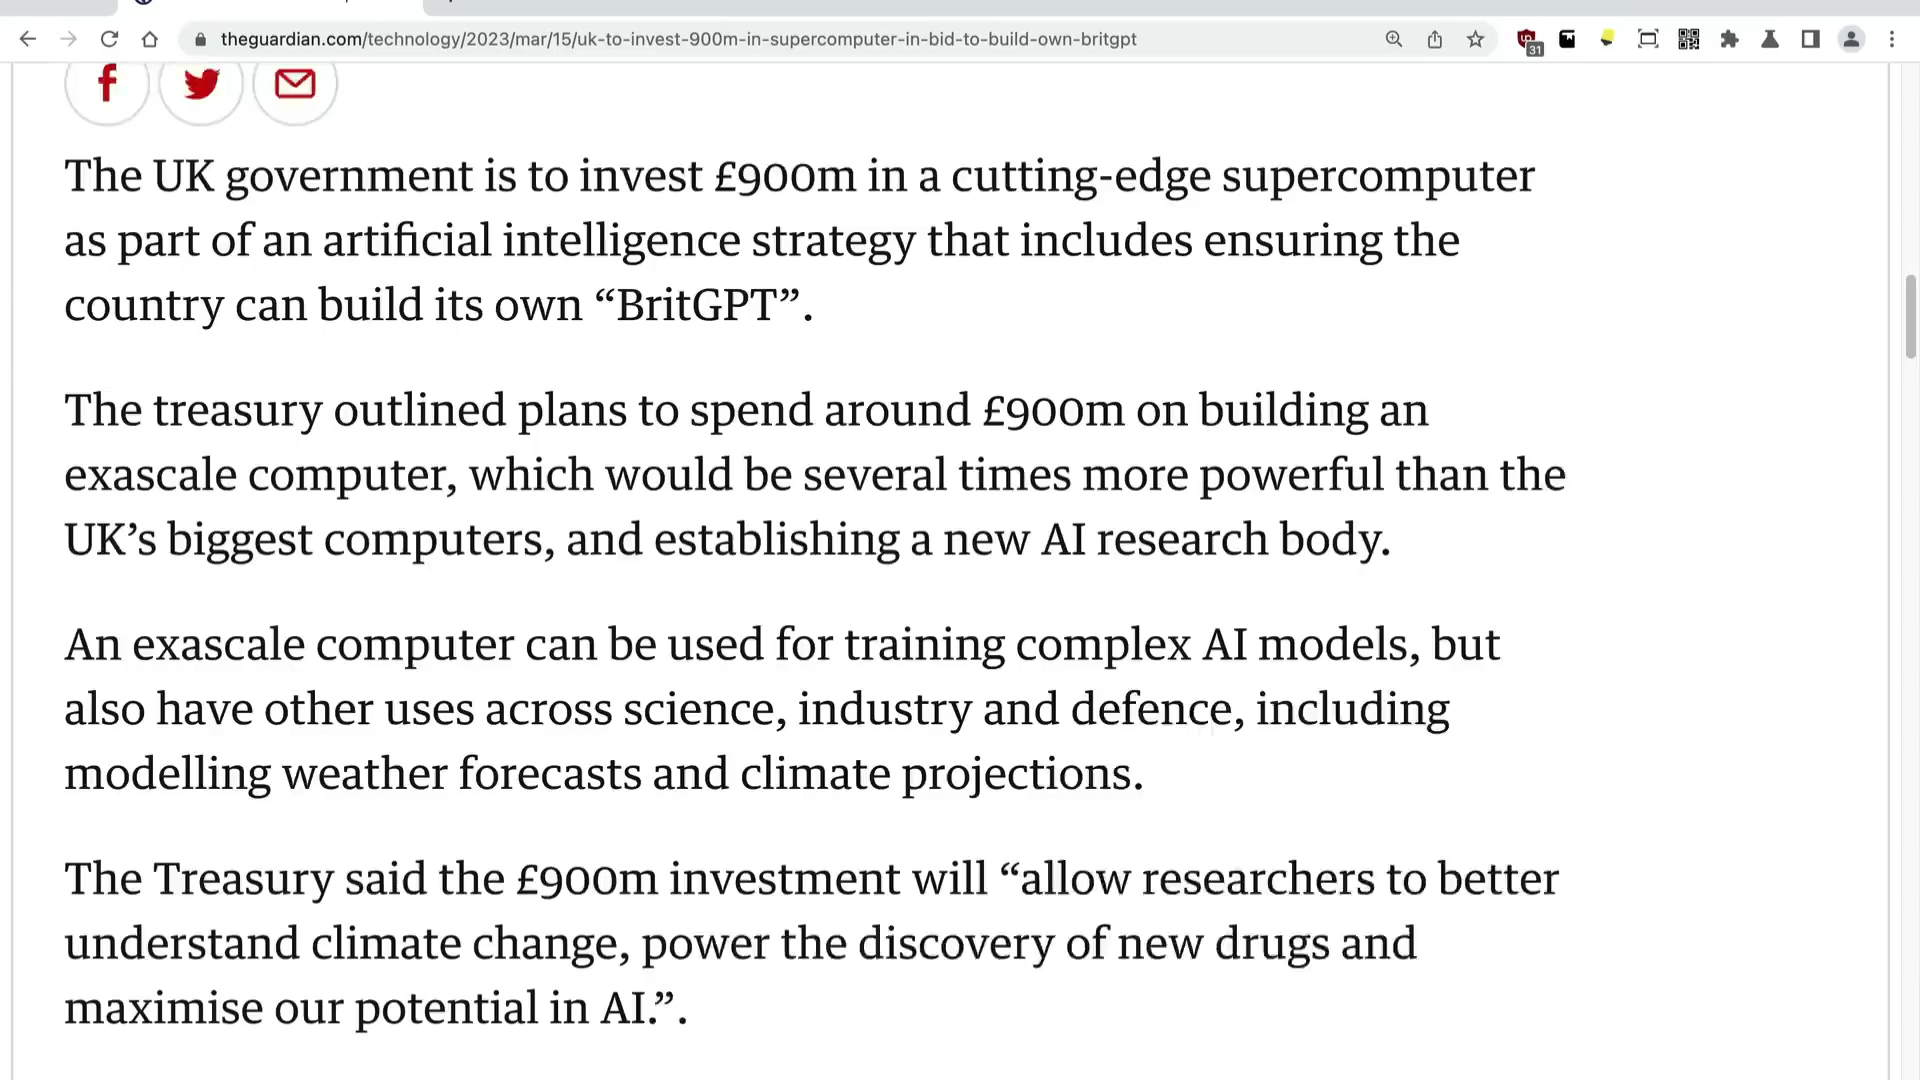 theguardian.com/technology/2023/mar/15/uk-to-invest-900m-in-supercomputer-in-bid-to-build-own-britgpt
31
The UK government is to invest £900m in a cutting-edge supercomputer
as part of an artificial intelligence strategy that includes ensuring the
country can build its own “BritGPT”.
The treasury outlined plans to spend around £900m on building an
exascale computer, which would be several times more powerful than the
UK’s biggest computers, and establishing a new AI research body.
An exascale computer can be used for training complex AI models, but
also have other uses across science, industry and defence, including
modelling weather forecasts and climate projections.
The Treasury said the £900m investment will “allow researchers to better
understand climate change, power the discovery of new drugs and
maximise our potential in AI.”.